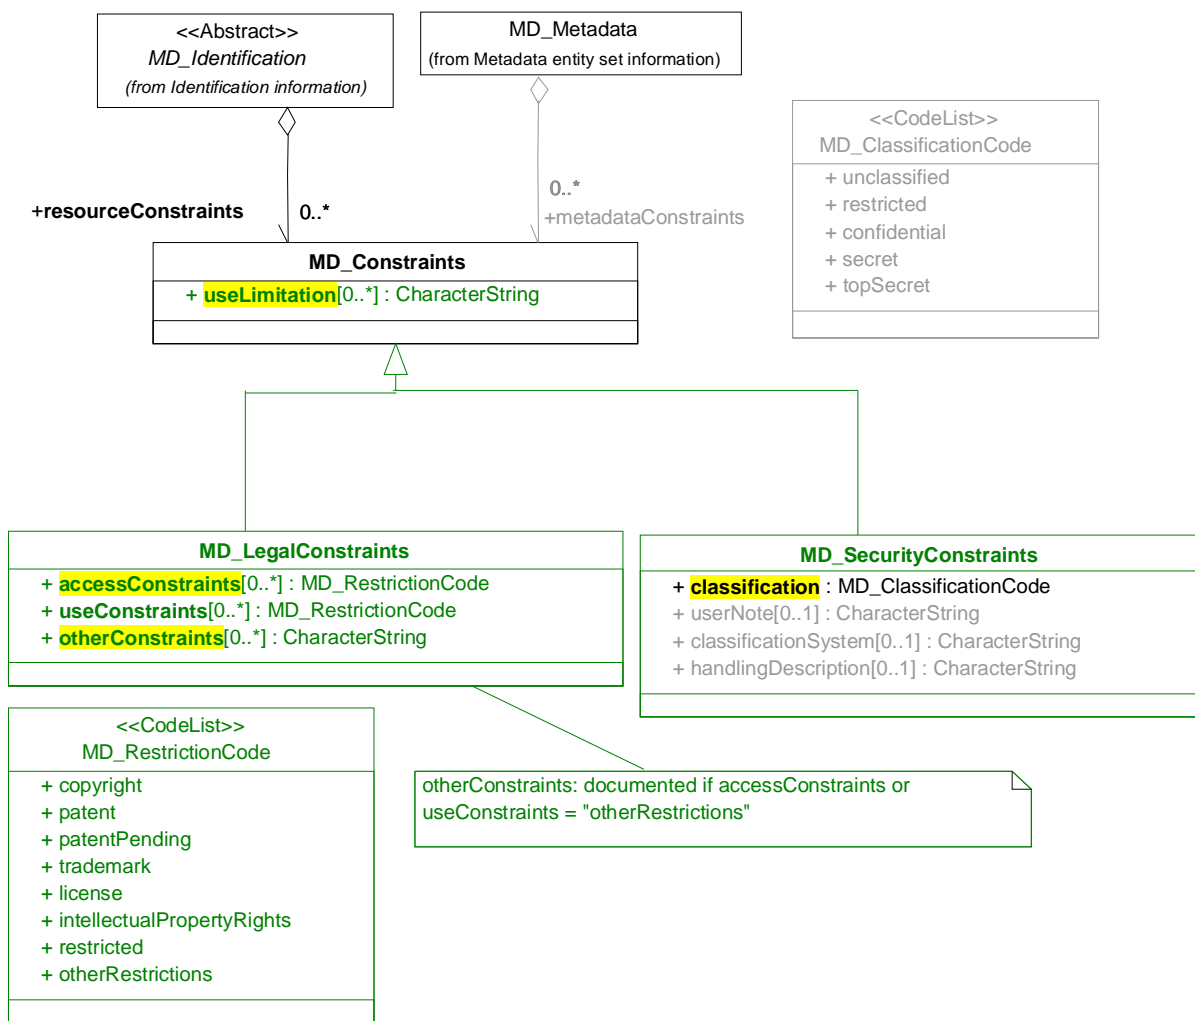 <<Abstract>>
MD_Identification
(from Identification information)
MD_Metadata
(from Metadata entity set information)
<<CodeList>>
MD_ClassificationCode
+ unclassified
+ restricted
+ confidential
+ secret
+ topSecret
+resourceConstraints
0..*
0..*
+metadataConstraints
MD_Constraints
+ useLimitation[0..*] : CharacterString
MD_LegalConstraints
+ accessConstraints[0..*] : MD_RestrictionCode
+ useConstraints[0..*] : MD_RestrictionCode
+ otherConstraints[0..*] : CharacterString
MD_SecurityConstraints
+ classification : MD_ClassificationCode
+ userNote[0..1] : CharacterString
+ classificationSystem[0..1] : CharacterString
+ handlingDescription[0..1] : CharacterString
<<CodeList>>
MD_RestrictionCode
+ copyright
+ patent
+ patentPending
+ trademark
+ license
+ intellectualPropertyRights
+ restricted
+ otherRestrictions
otherConstraints: documented if accessConstraints or
useConstraints = "otherRestrictions"